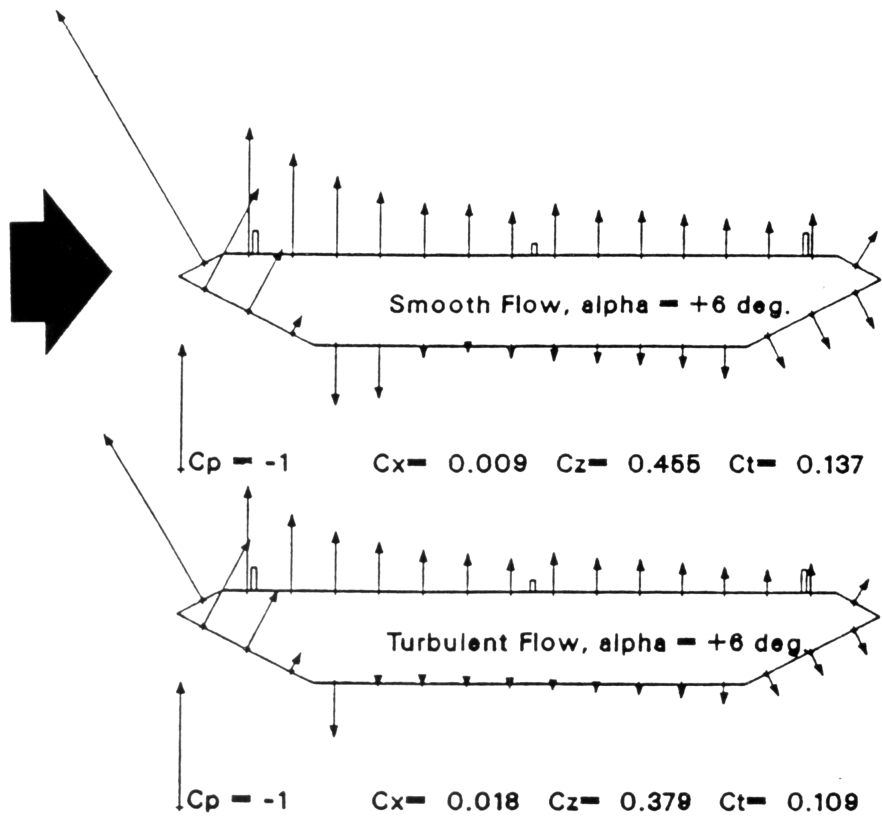 Smooth Flow, alpha = +6 deg.
Cp = -1 Cx= 0.009 Cz= 0.455 Ct= 0.137
Turbulent Flow, alpha = +6 deg.
Cp = -1 Cx= 0.018 Cz= 0.379 Ct= 0.109